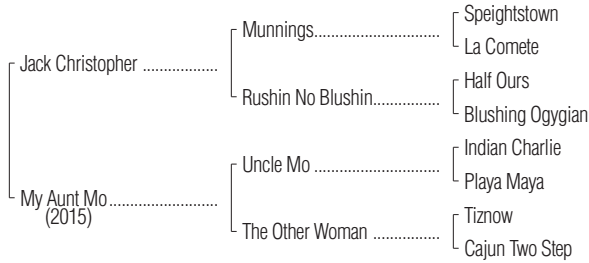 Speightstown
Munnings
La Comete
Jack Christopher
Half Ours
Rushin No Blushin
Blushing Ogygian
Indian Charlie
Uncle Mo
Playa Maya
My Aunt Mo
(2015)
Tiznow
The Other Woman
Cajun Two Step